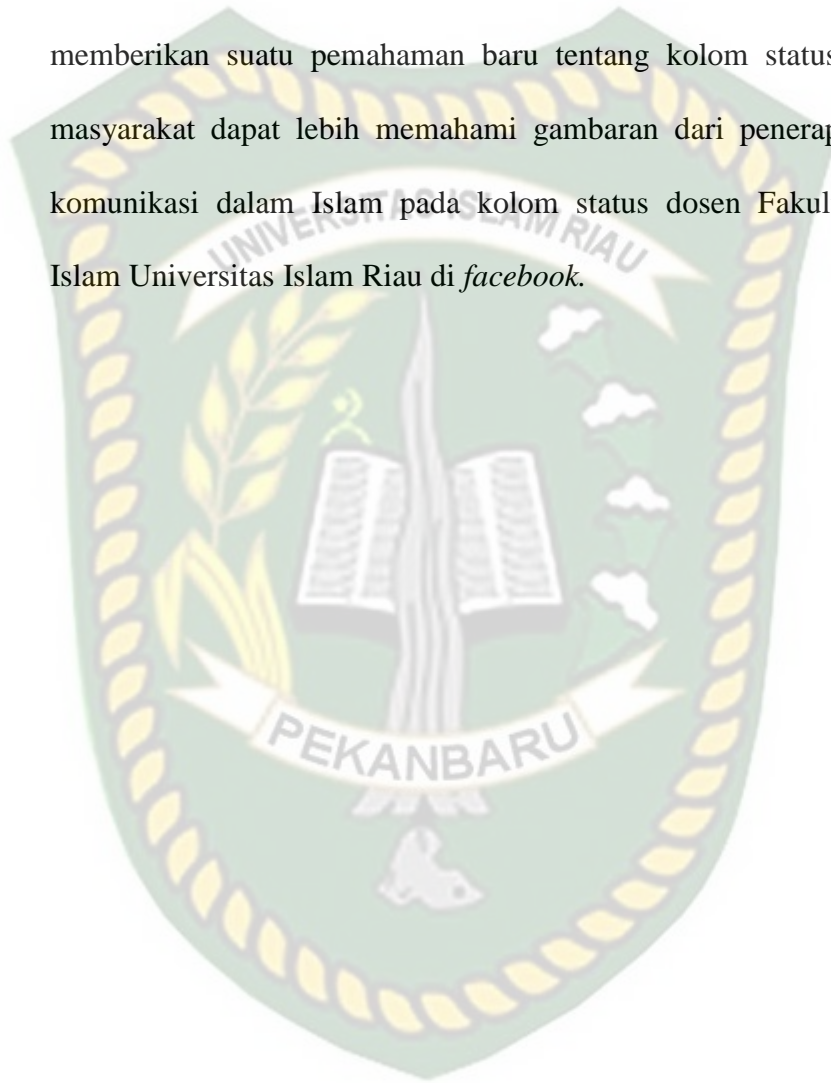 memberikan suatu pemahaman baru tentang kolom status
masyarakat dapat lebih memahami gambaran dari penerap
komunikasi dalam Islam pada kolom status dosen Fakul
Islam Universitas Islam Riau di facebook.
UNIVERSITAS ISLAM RIAU
PEKANBARU